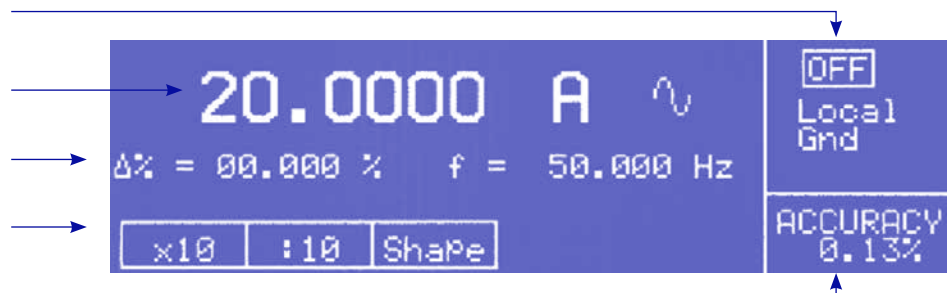 20.0000 A
Δ% = 00.000 % f = 50.000 Hz
x10 :10 Shape
OFF
Local
Gnd
ACCURACY
0.13%